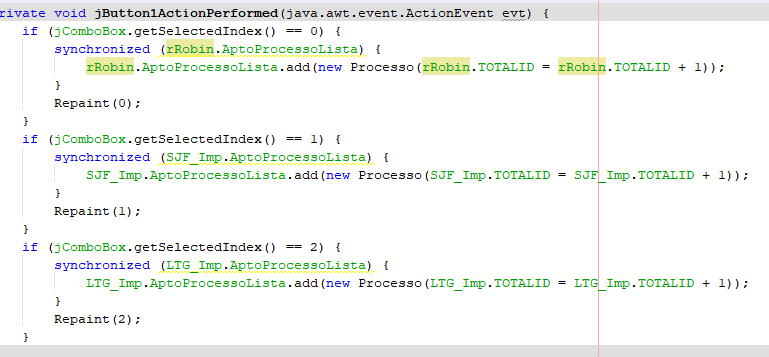 rivate void jButton1ActionPerformed(java.awt.event.ActionEvent evt) {
if (jComboBox.getSelectedIndex() == 0) {
synchronized (rRobin.AptoProcessoLista) {
rRobin.AptoProcessoLista.add(new Processo(rRobin.TOTALID = rRobin.TOTALID + 1));
}
Repaint(0);
}
if (jComboBox.getSelectedIndex() == 1) {
synchronized (SJF_Imp.AptoProcessoLista) {
SJF_Imp.AptoProcessoLista.add(new Processo(SJF_Imp.TOTALID = SJF_Imp.TOTALID + 1));
}
Repaint(1);
}
if (jComboBox.getSelectedIndex() == 2) {
synchronized (LTG_Imp.AptoProcessoLista) {
LTG_Imp.AptoProcessoLista.add(new Processo(LTG_Imp.TOTALID = LTG_Imp.TOTALID + 1));
}
Repaint(2);
}